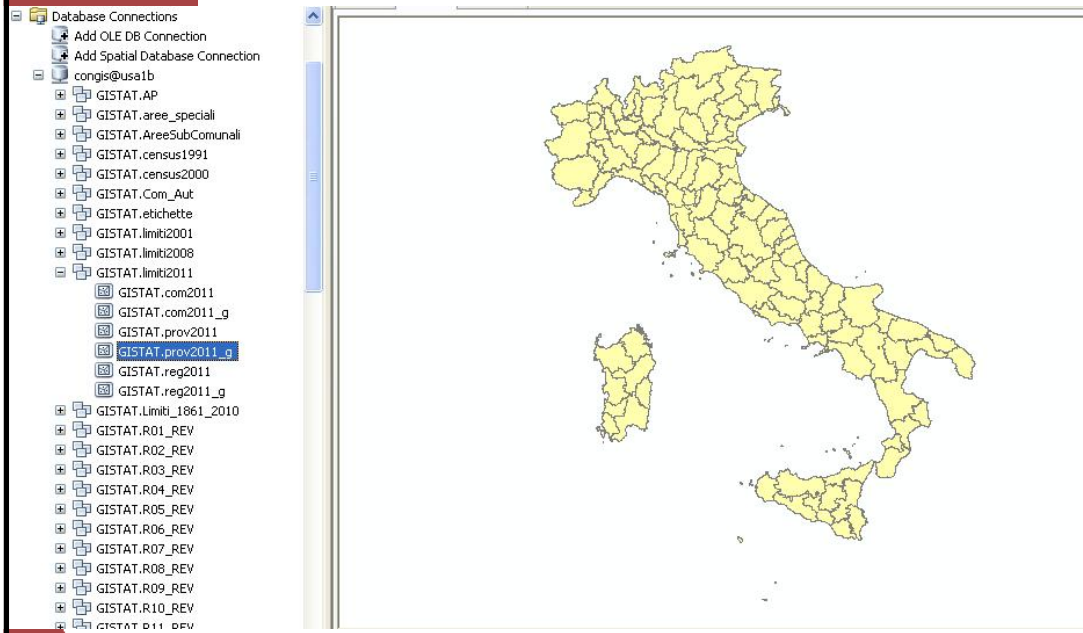 Database Connections
Add OLE DB Connection
Add Spatial Database Connection
congis@usa1b
GISTAT.AP
GISTAT.aree_speciali
GISTAT.AreeSubComunali
GISTAT.census1991
GISTAT.census2000
GISTAT.Com_Aut
GISTAT.etichette
GISTAT.limiti2001
GISTAT.limiti2008
GISTAT.limiti2011
GISTAT.com2011
GISTAT.com2011_g
GISTAT.prov2011
GISTAT.prov2011_g
GISTAT.reg2011
GISTAT.reg2011_g
GISTAT.Limiti_1861_2010
GISTAT.R01_REV
GISTAT.R02_REV
GISTAT.R03_REV
GISTAT.R04_REV
GISTAT.R05_REV
GISTAT.R06_REV
GISTAT.R07_REV
GISTAT.R08_REV
GISTAT.R09_REV
GISTAT.R10_REV
GISTAT.R11_REV